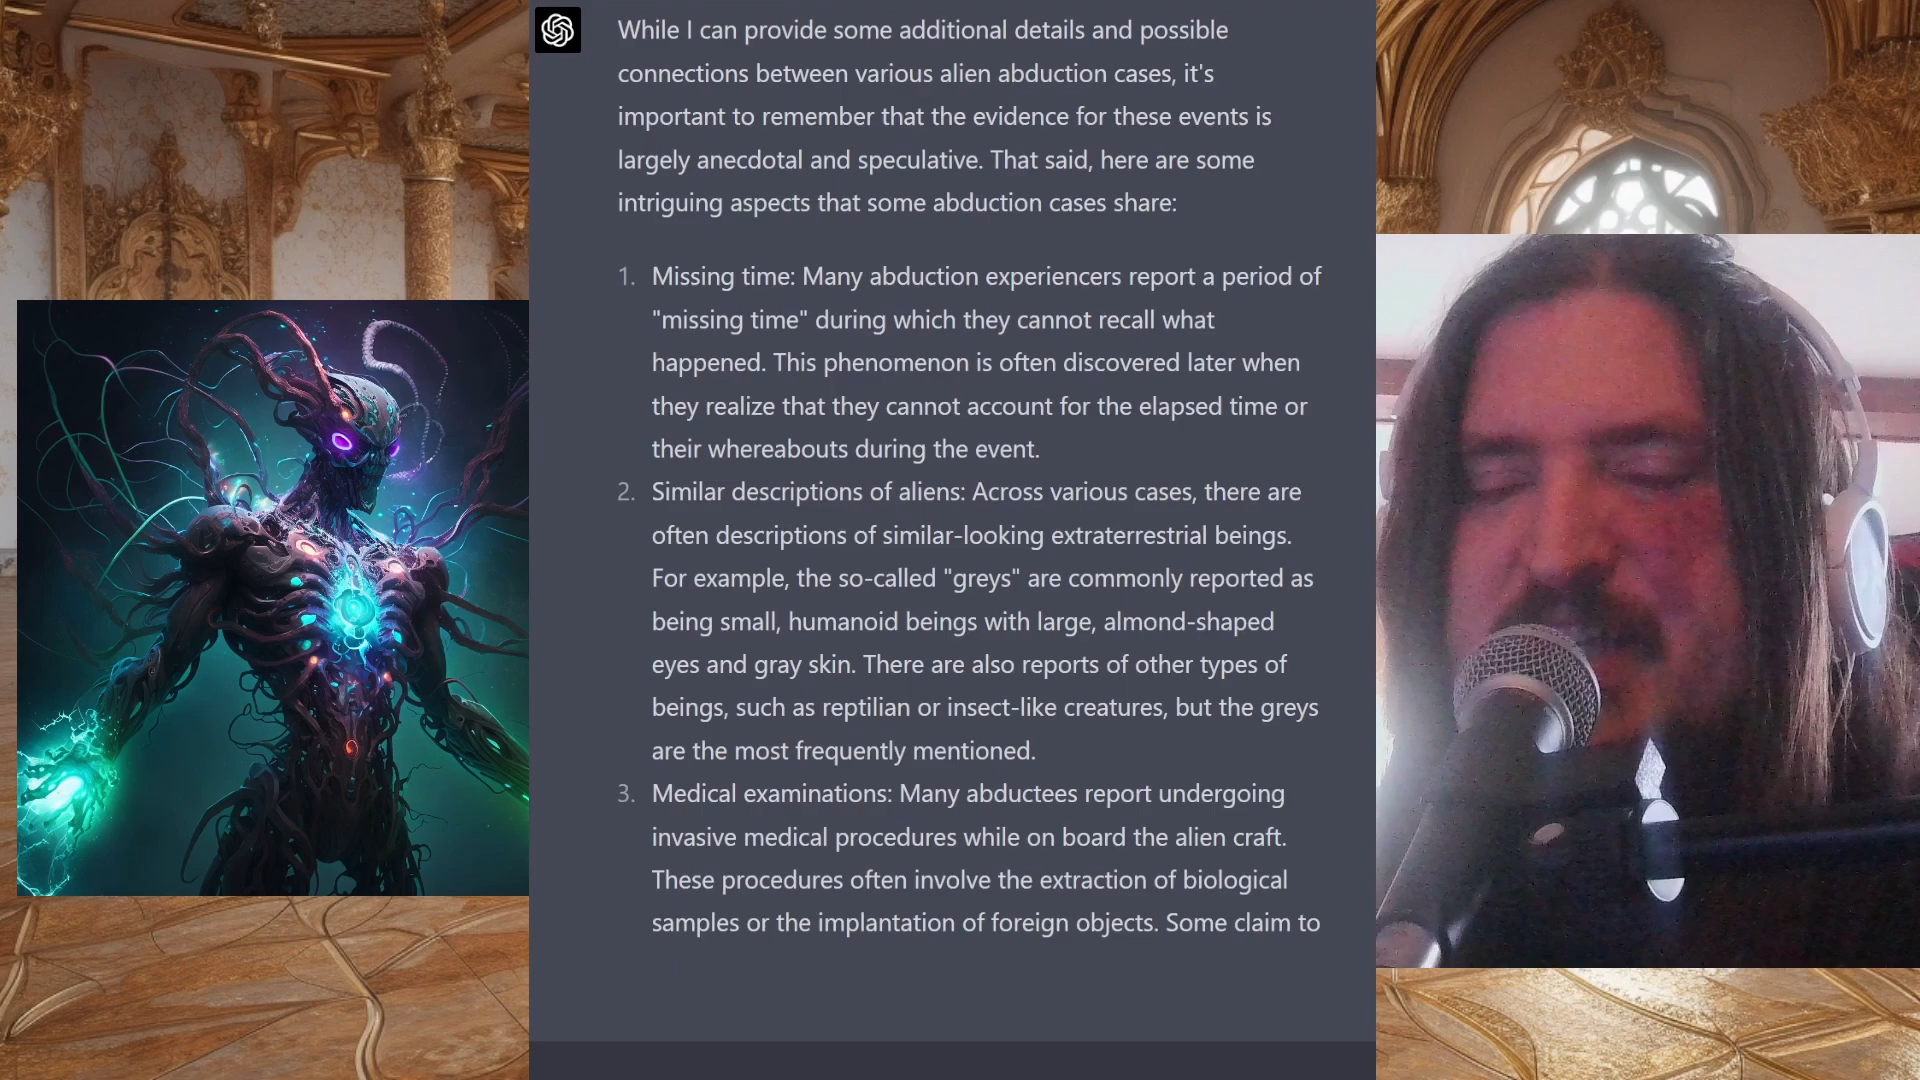 While I can provide some additional details and possible
connections between various alien abduction cases, it's
important to remember that the evidence for these events is
largely anecdotal and speculative. That said, here are some
intriguing aspects that some abduction cases share:
1. Missing time: Many abduction experiencers report a period of
"missing time" during which they cannot recall what
happened. This phenomenon is often discovered later when
they realize that they cannot account for the elapsed time or
their whereabouts during the event.
2. Similar descriptions of aliens: Across various cases, there are
often descriptions of similar-looking extraterrestrial beings.
For example, the so-called "greys" are commonly reported as
being small, humanoid beings with large, almond-shaped
eyes and gray skin. There are also reports of other types of
beings, such as reptilian or insect-like creatures, but the greys
are the most frequently mentioned.
3. Medical examinations: Many abductees report undergoing
invasive medical procedures while on board the alien craft.
These procedures often involve the extraction of biological
samples or the implantation of foreign objects. Some claim to